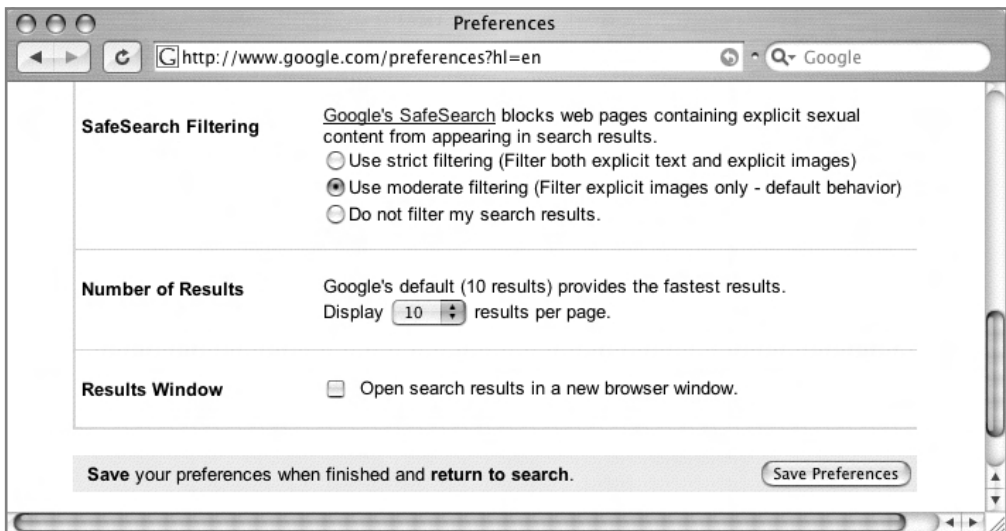 Preferences
G http://www.google.com/preferences?hl=en
Q Google
SafeSearch Filtering
Google's SafeSearch blocks web pages containing explicit sexual
content from appearing in search results.
Use strict filtering (Filter both explicit text and explicit images)
Use moderate filtering (Filter explicit images only - default behavior)
Do not filter my search results.
Number of Results
Google's default (10 results) provides the fastest results.
Display 10 results per page.
Results Window
Open search results in a new browser window.
Save your preferences when finished and return to search.
Save Preferences